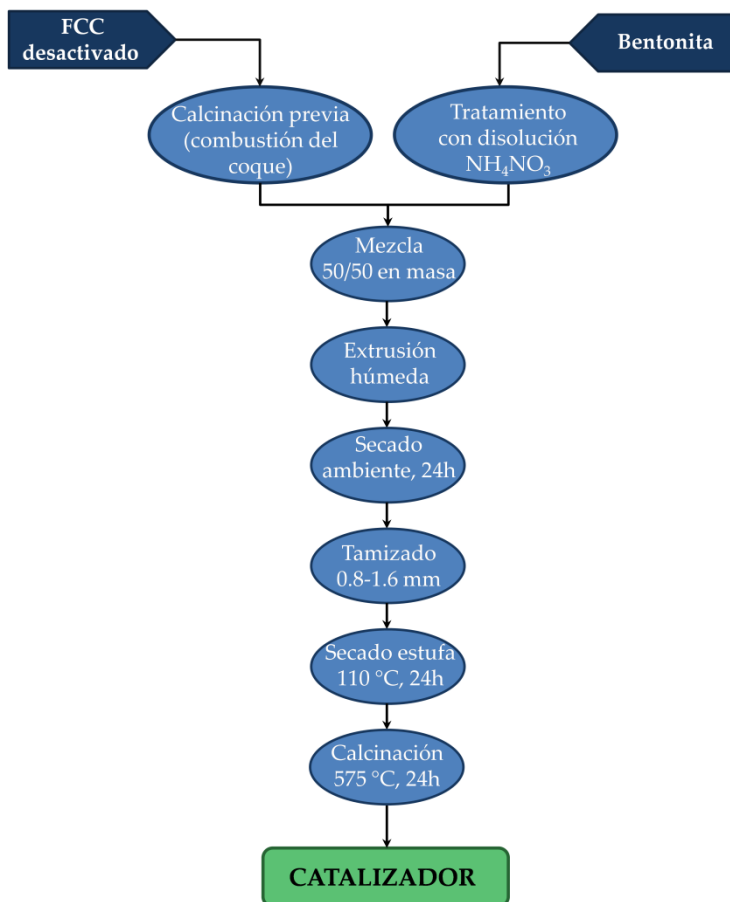 FCC
desactivado
Bentonita
Calcinación previa
(combustión del
coque)
Tratamiento
con disolución
NH₄NO₃
Mezcla
50/50 en masa
Extrusión
húmeda
Secado
ambiente, 24h
Tamizado
0.8-1.6 mm
Secado estufa
110 °C, 24h
Calcinación
575 °C, 24h
CATALIZADOR